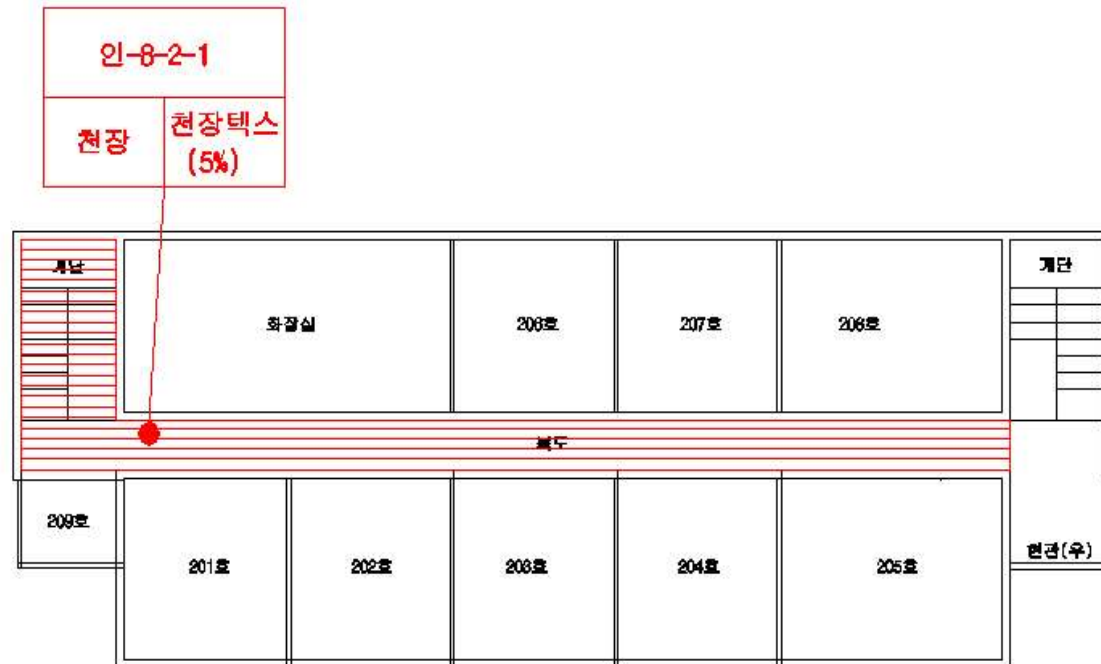 인-8-2-1
천장
천장텍스
(5%)
계단
화장실
206호
207호
208호
계단
복도
209호
201호
202호
203호
204호
205호
현관(우)